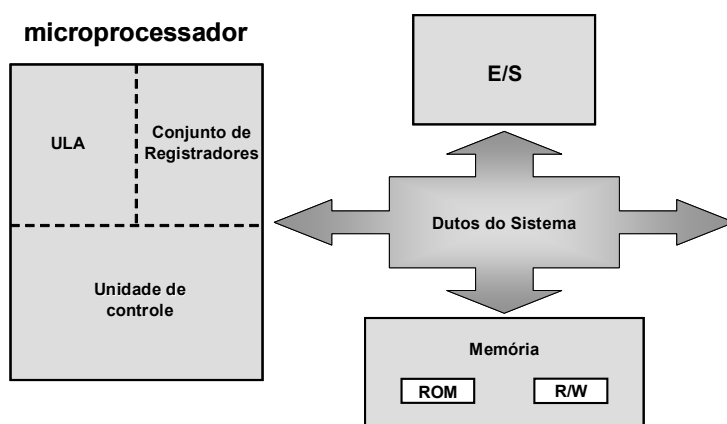 microprocessador
ULA
Conjunto de
Registradores
Unidade de
controle
E/S
Dutos do Sistema
Memória
ROM
R/W